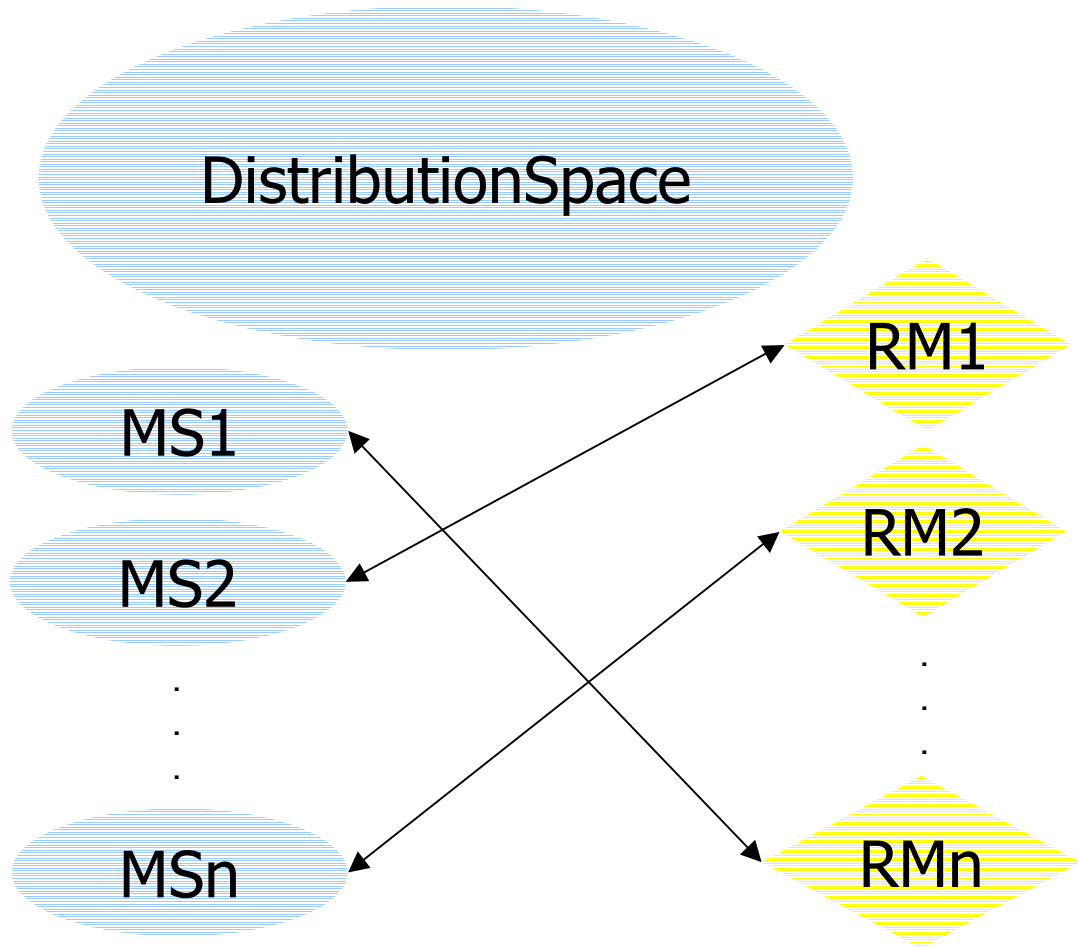 DistributionSpace
RM1
MS1
RM2
MS2
.
.
.
.
.
.
MSn
RMn